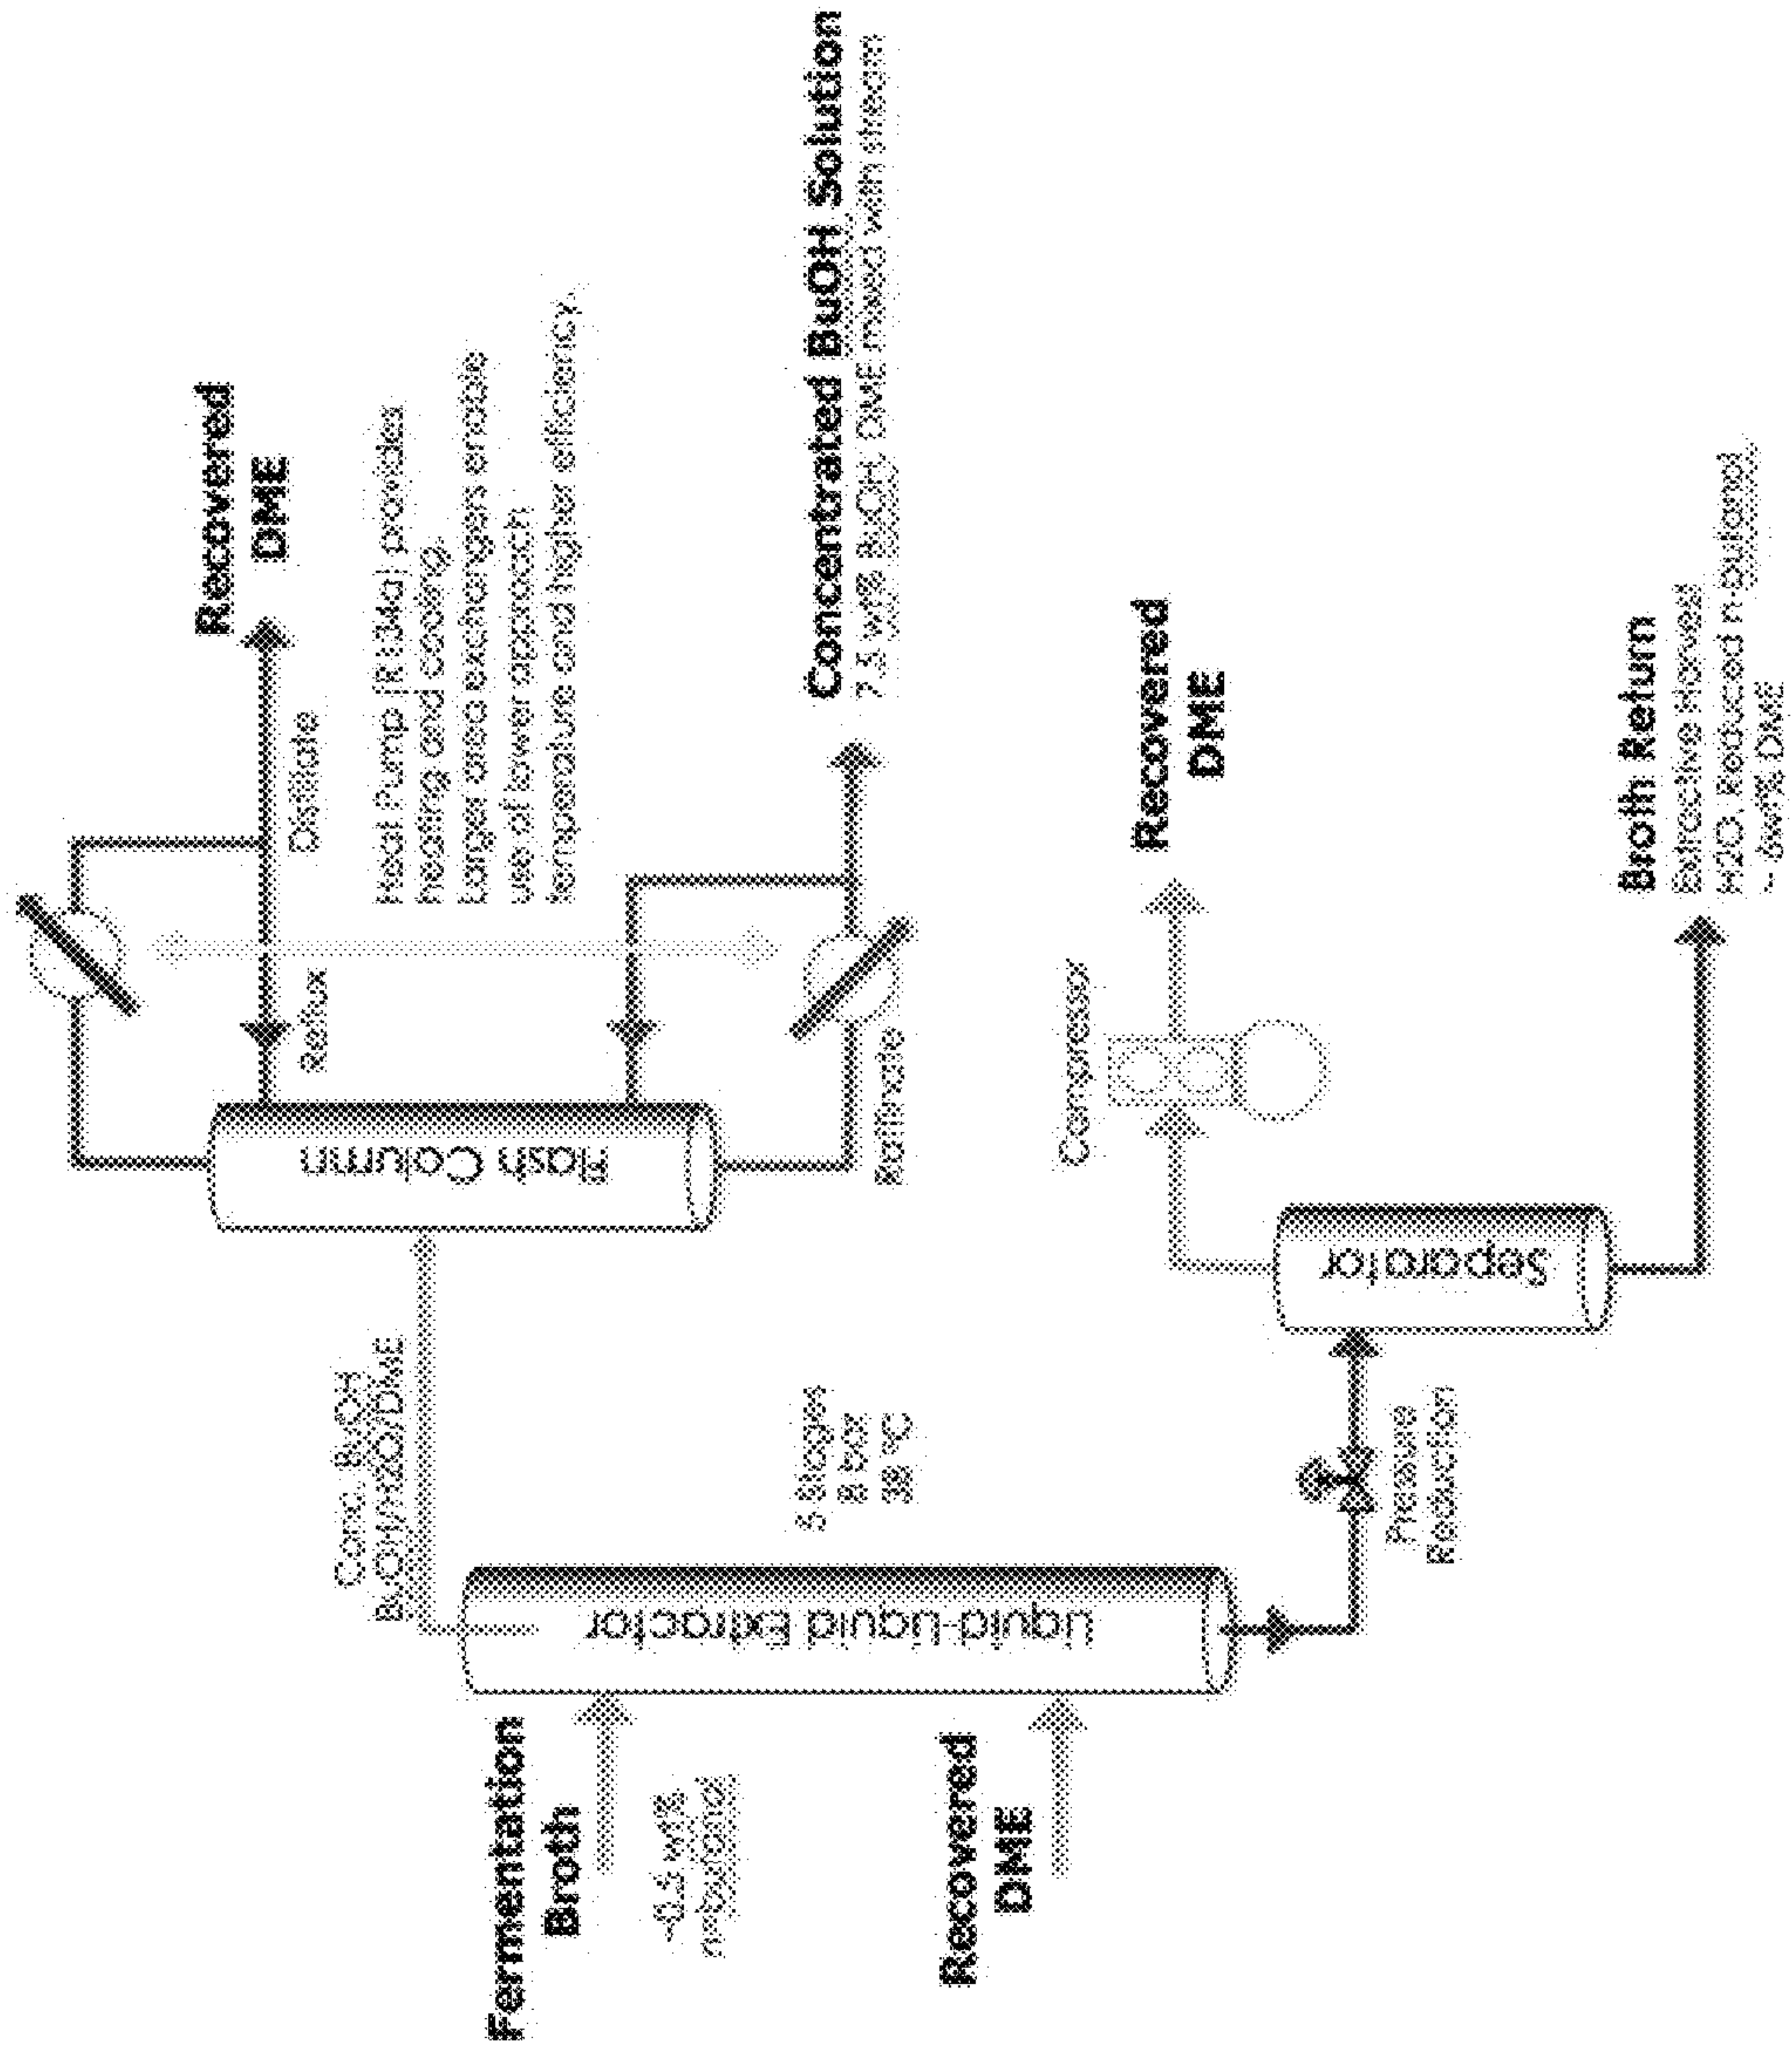 Recovered
DME
Distillate
Reflux
Heat Pump (R134a) provides
heating and cooling.
Larger area exchangers enable
use of lower approach
temperature and higher efficiency.
Flash Column
Conc. BuOH
BuOH/H2O/DME
Concentrated BuOH Solution
7.5 wt% BuOH, DME mixed with stream
Raffinate
Fermentation
Broth
~0.5 wt%
n-butanol
Liquid-Liquid Extractor
5 Stages
8 bar
38 °C
Recovered
DME
Compressor
Recovered
DME
Separator
Pressure
Reduction
Broth Return
Extractive Harvest
H2O, Reduced n-butanol,
DME